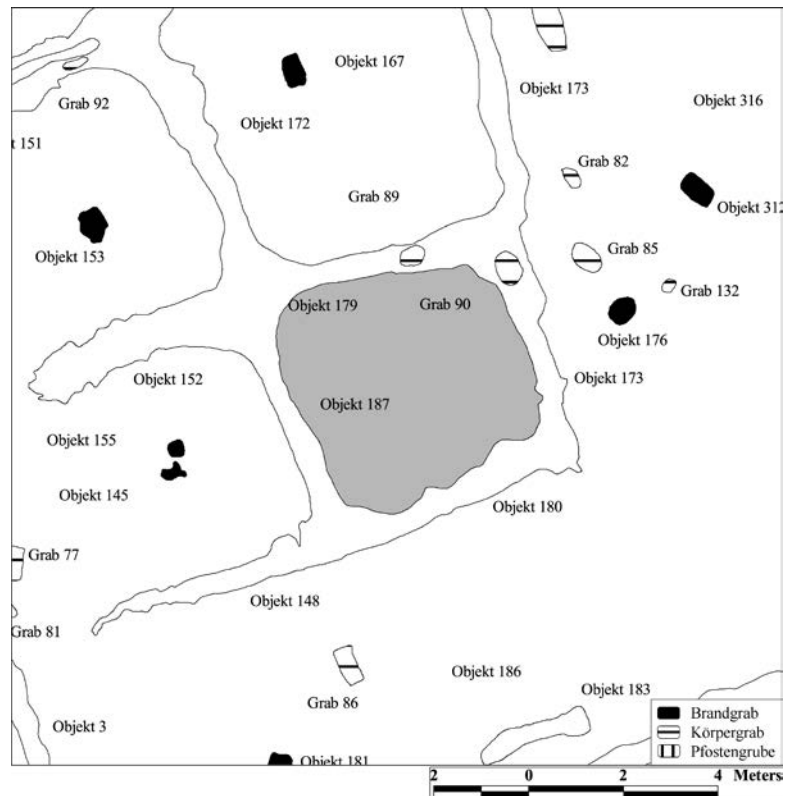 Objekt 167
Objekt 173
Objekt 316
Grab 92
Objekt 172
t 151
Grab 82
Grab 89
Objekt 312
Objekt 153
Grab 85
Grab 132
Objekt 179
Grab 90
Objekt 176
Objekt 152
Objekt 173
Objekt 187
Objekt 155
Objekt 145
Objekt 180
Grab 77
Objekt 148
Grab 81
Objekt 186
Objekt 183
Grab 86
Objekt 3
Brandgrab
Körpergrab
Pfostengrube
Objekt 181
2 0 2 4 Meters